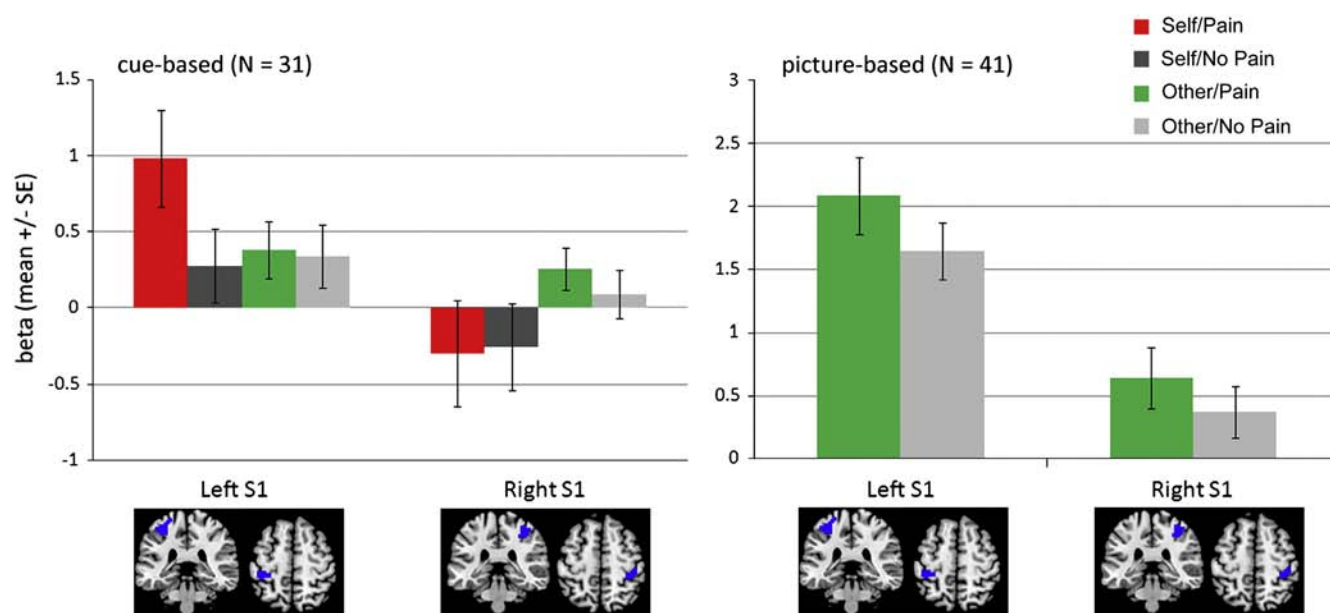 cue-based (N = 31)
1.5
1
0.5
0
-0.5
-1
beta (mean +/- SE)
Left S1
Right S1
picture-based (N = 41)
3
2.5
2
1.5
1
0.5
0
Left S1
Right S1
Self/Pain
Self/No Pain
Other/Pain
Other/No Pain